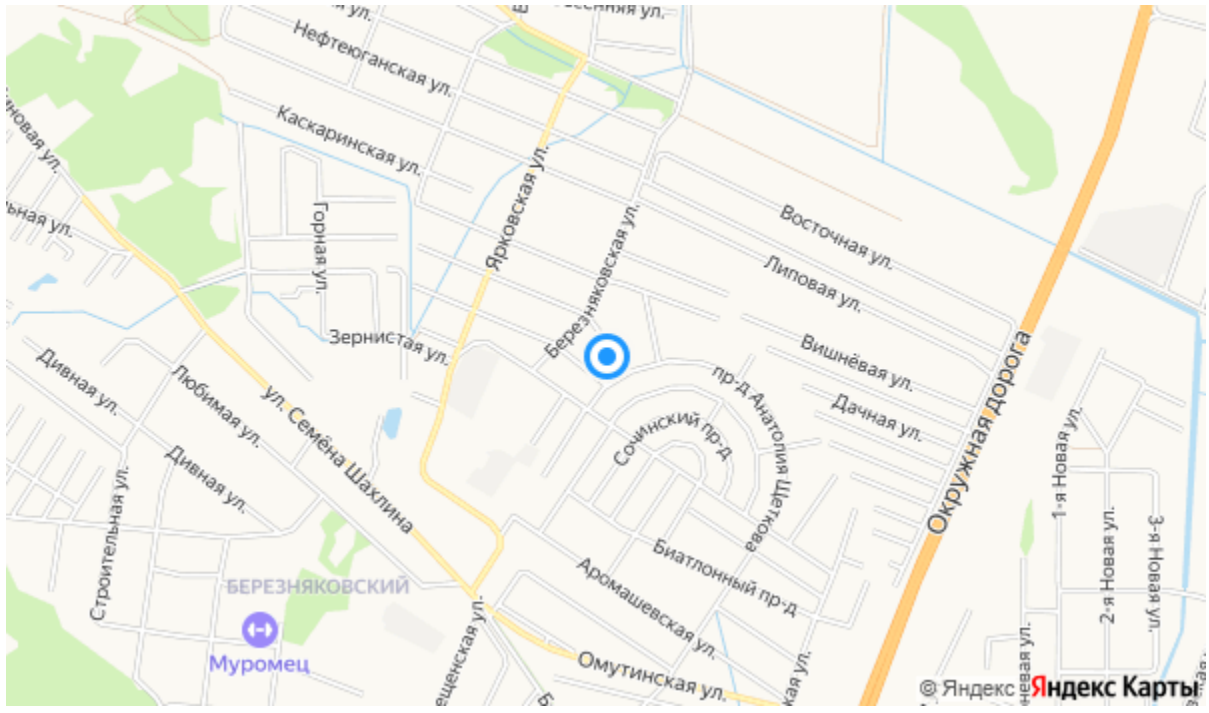 Нефтеюганская ул.
Каскаринская ул.
Ярковская ул.
Горная ул.
Березняковская ул.
Восточная ул.
Липовая ул.
Зернистая ул.
Вишнёвая ул.
Дачная ул.
пр-д Анатолия Щеткова
Сочинский пр-д
Окружная дорога
Дивная ул.
Любимая ул.
ул. Семёна Шахлина
Дивная ул.
Строительная ул.
1-я Новая ул.
2-я Новая ул.
3-я Новая ул.
Биатлонный пр-д
Аромашевская ул.
БЕРЕЗНЯКОВСКИЙ
Муромец
Омутинская ул.
© Яндекс Яндекс Карты